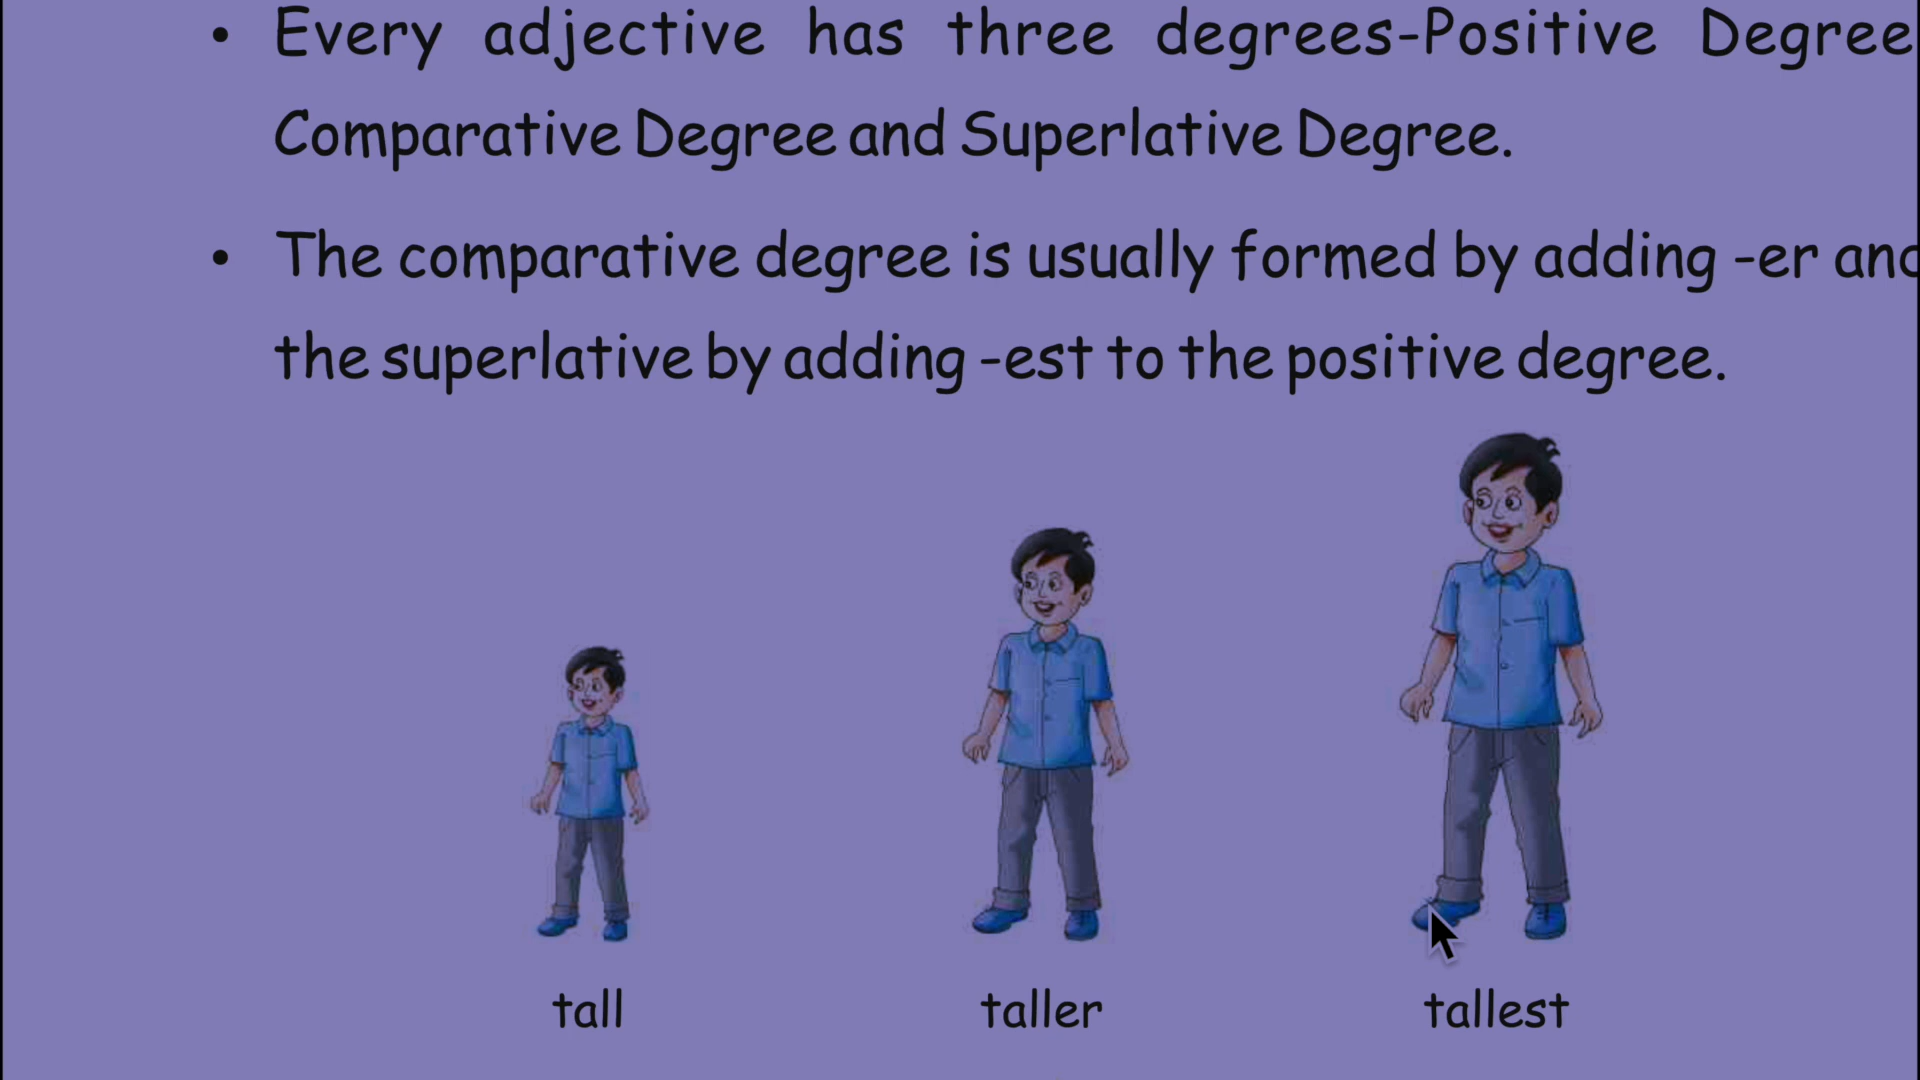 • Every adjective has three degrees-Positive Degree
Comparative Degree and Superlative Degree.
• The comparative degree is usually formed by adding -er and
the superlative by adding -est to the positive degree.
tall taller tallest